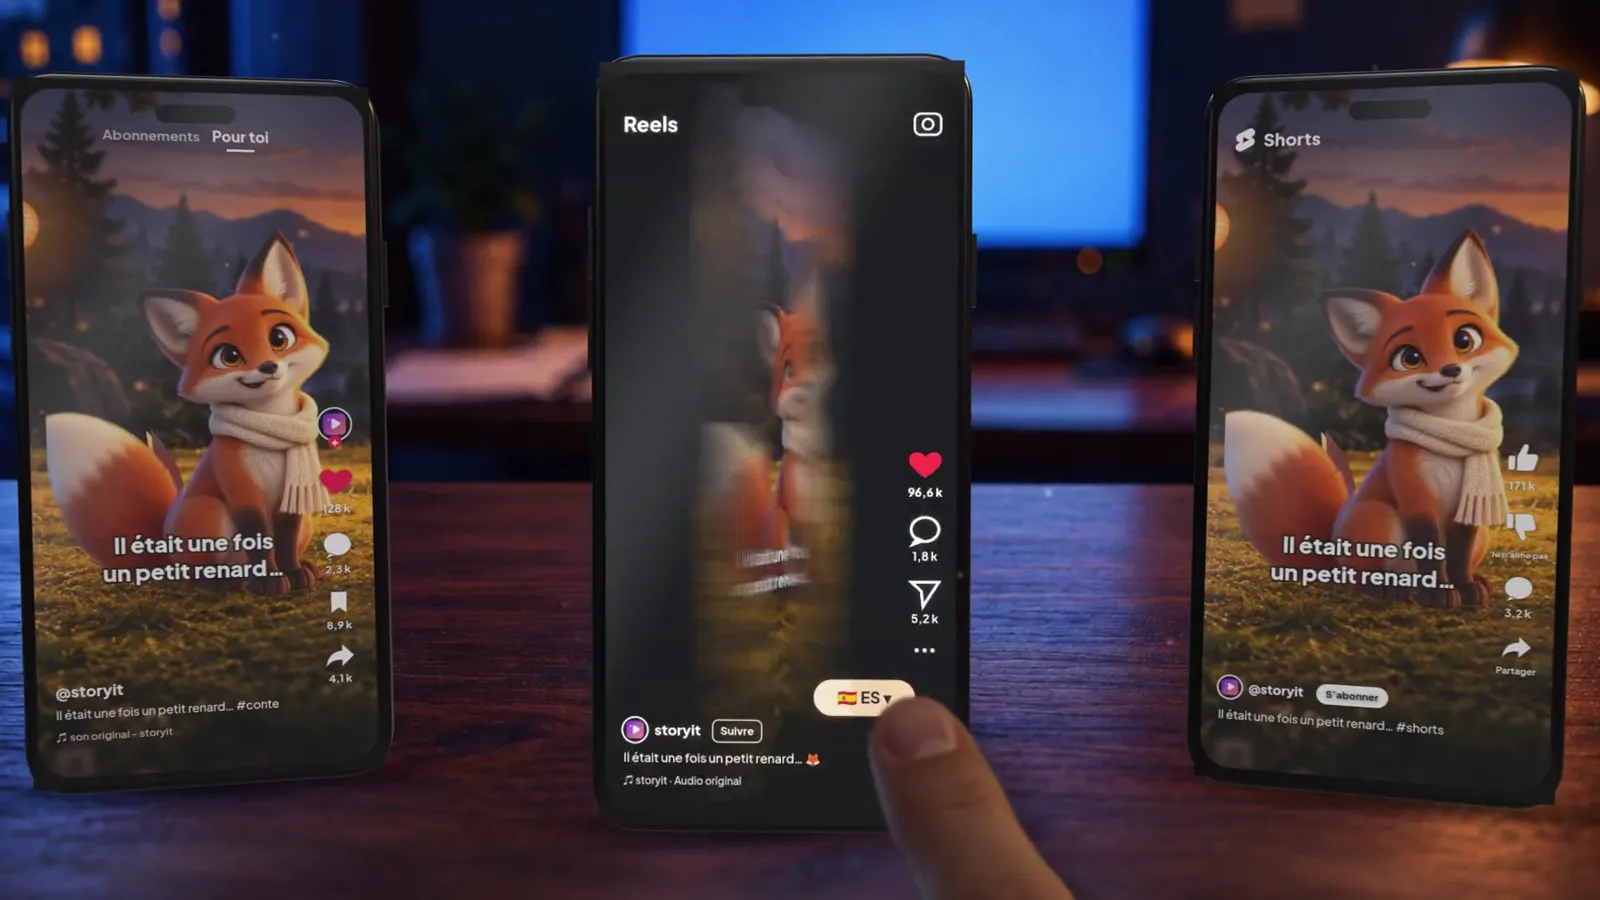 Abonnements Pour toi
128 k
2,3 k
8,9 k
4,1 k
Il était une fois
un petit renard...
@storyit
Il était une fois un petit renard... #conte
son original - storyit
Reels
96,6 k
1,8 k
5,2 k
ES
storyit Suivre
Il était une fois un petit renard...
storyit · Audio original
Shorts
171 k
3,2 k
Partager
Il était une fois
un petit renard...
@storyit S'abonner
Il était une fois un petit renard... #shorts